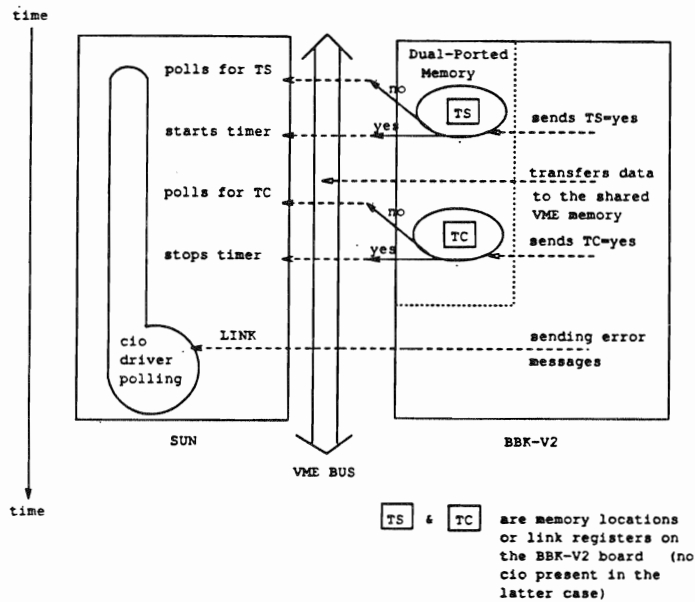 time
Dual-Ported
Memory
polls for TS
no
TS
sends TS=yes
starts timer
yes
transfers data
to the shared
VME memory
polls for TC
no
TC
sends TC=yes
stops timer
yes
LINK
cio
driver
polling
sending error
messages
SUN
BBK-V2
VME BUS
time
TS & TC are memory locations
or link registers on
the BBK-V2 board (no
cio present in the
latter case)